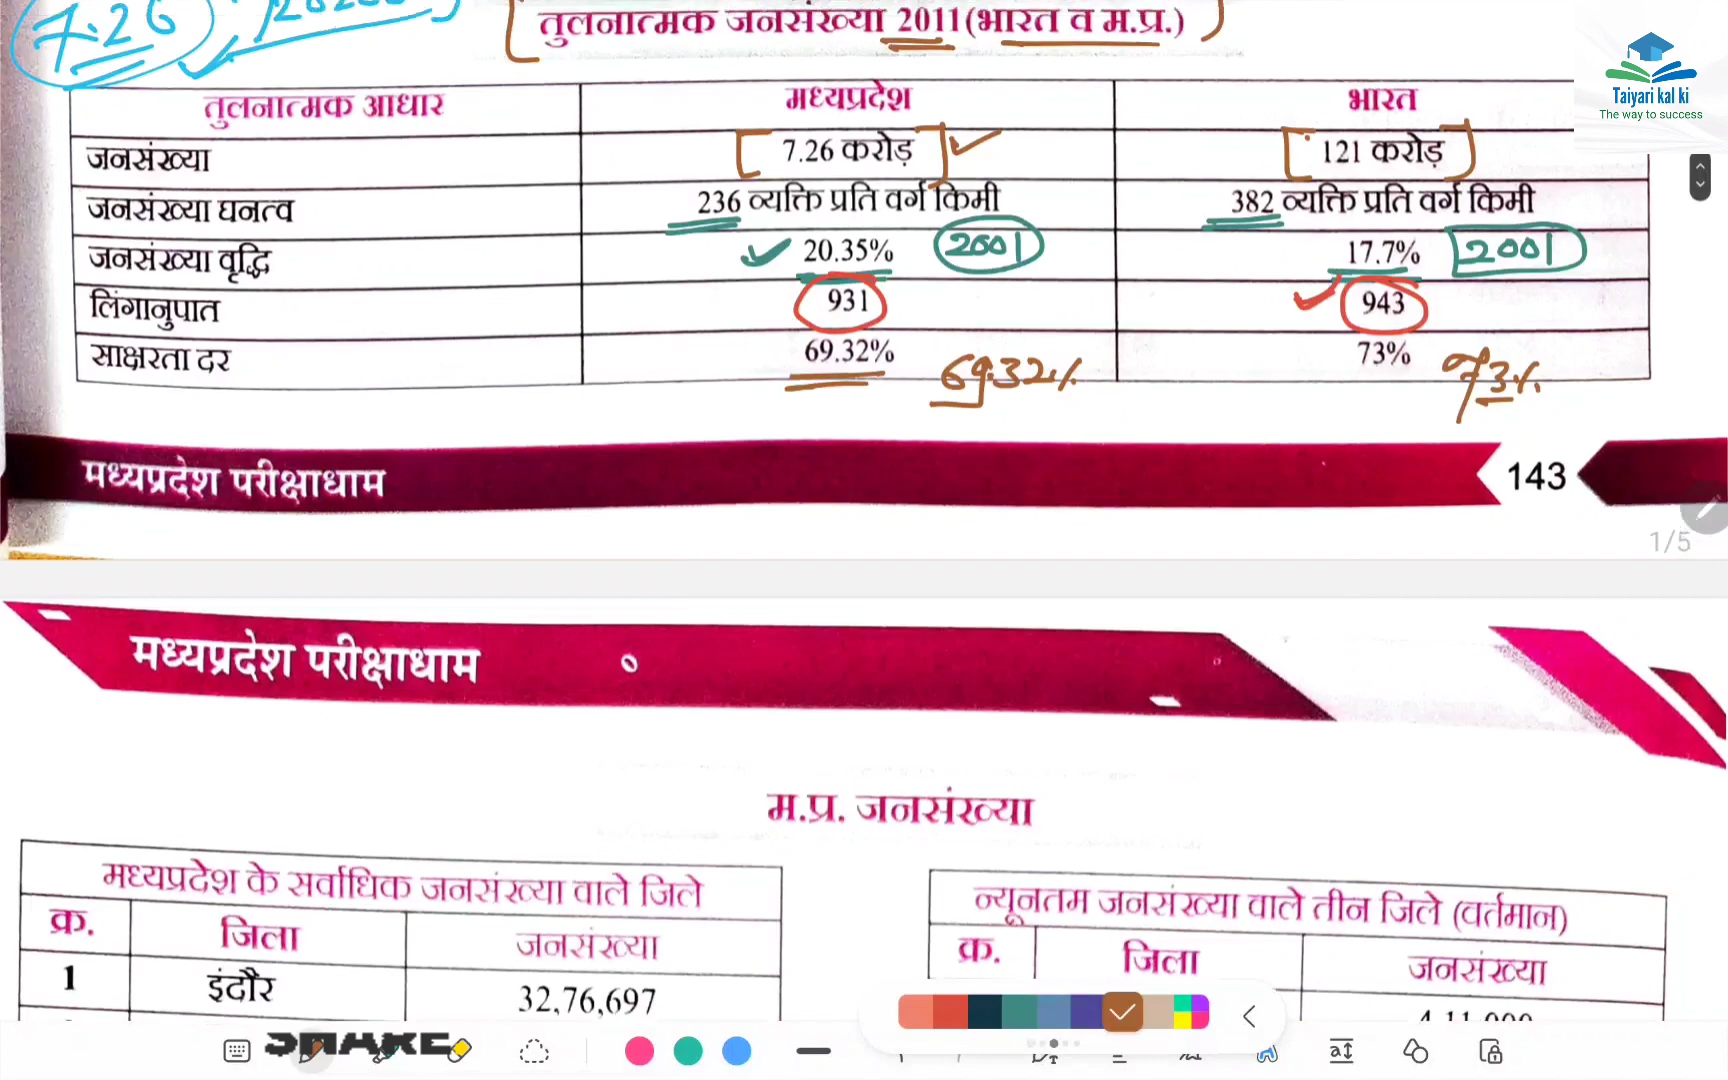 7.26
तुलनात्मक जनसंख्या 2011(भारत व म.प्र.)
Taiyari kal ki
The way to success
तुलनात्मक आधार मध्यप्रदेश भारत
जनसंख्या 7.26 करोड़ 121 करोड़
जनसंख्या घनत्व 236 व्यक्ति प्रति वर्ग किमी 382 व्यक्ति प्रति वर्ग किमी
जनसंख्या वृद्धि 20.35% 2001 17.7% 2001
लिंगानुपात 931 943
साक्षरता दर 69.32% 69.32% 73% 73%
मध्यप्रदेश परीक्षाधाम 143
1/5
मध्यप्रदेश परीक्षाधाम
म.प्र. जनसंख्या
मध्यप्रदेश के सर्वाधिक जनसंख्या वाले जिले
क्र. जिला जनसंख्या
1 इंदौर 32,76,697
न्यूनतम जनसंख्या वाले तीन जिले (वर्तमान)
क्र. जिला जनसंख्या